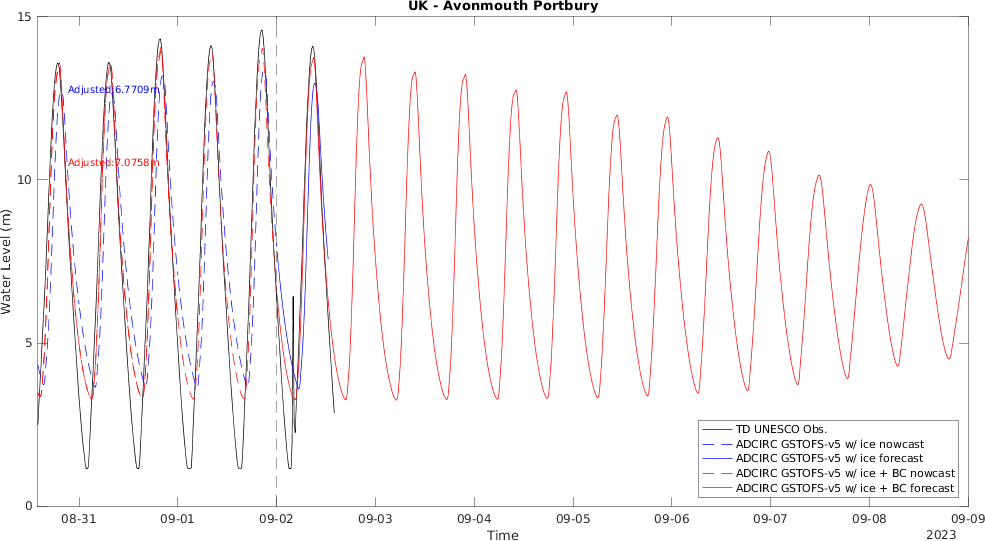 UK - Avonmouth Portbury
15
10
5
0
Water Level (m)
Adjusted:6.7709m
Adjusted:7.0758m
TD UNESCO Obs.
ADCIRC GSTOFS-v5 w/ ice nowcast
ADCIRC GSTOFS-v5 w/ ice forecast
ADCIRC GSTOFS-v5 w/ ice + BC nowcast
ADCIRC GSTOFS-v5 w/ ice + BC forecast
08-31 09-01 09-02 09-03 09-04 09-05 09-06 09-07 09-08 09-09
Time
2023